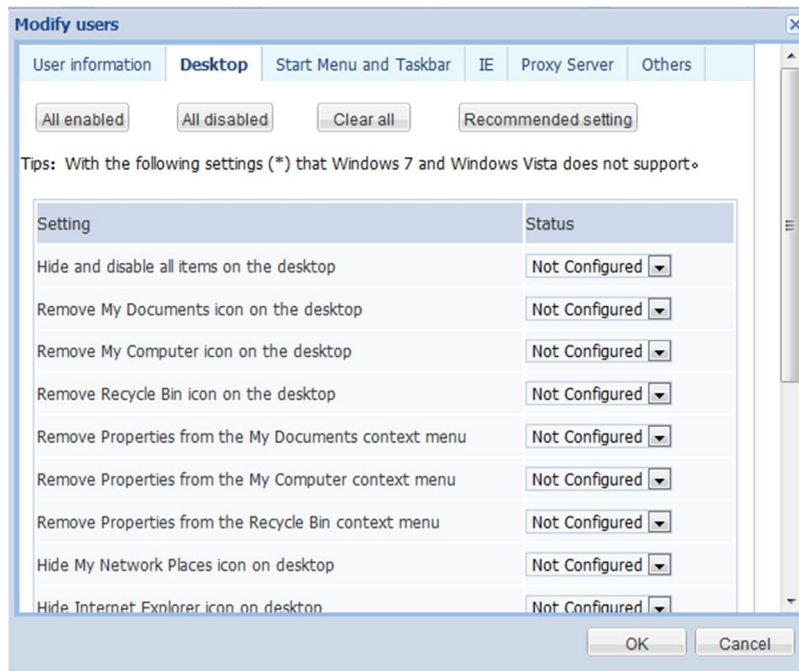 Modify users
User information Desktop Start Menu and Taskbar IE Proxy Server Others
All enabled All disabled Clear all Recommended setting
Tips: With the following settings (*) that Windows 7 and Windows Vista does not support。
Setting Status
Hide and disable all items on the desktop Not Configured
Remove My Documents icon on the desktop Not Configured
Remove My Computer icon on the desktop Not Configured
Remove Recycle Bin icon on the desktop Not Configured
Remove Properties from the My Documents context menu Not Configured
Remove Properties from the My Computer context menu Not Configured
Remove Properties from the Recycle Bin context menu Not Configured
Hide My Network Places icon on desktop Not Configured
Hide Internet Explorer icon on desktop Not Configured
OK Cancel